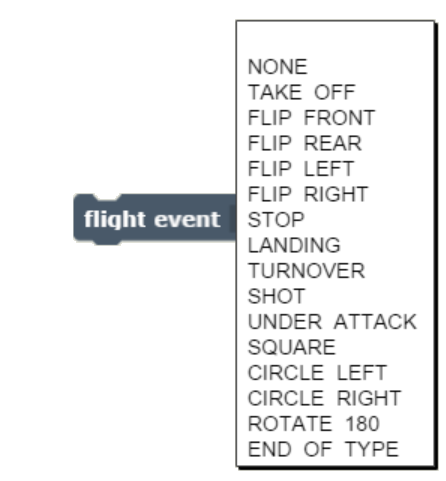 NONE
TAKE OFF
FLIP FRONT
FLIP REAR
FLIP LEFT
FLIP RIGHT
flight event
STOP
LANDING
TURNOVER
SHOT
UNDER ATTACK
SQUARE
CIRCLE LEFT
CIRCLE RIGHT
ROTATE 180
END OF TYPE